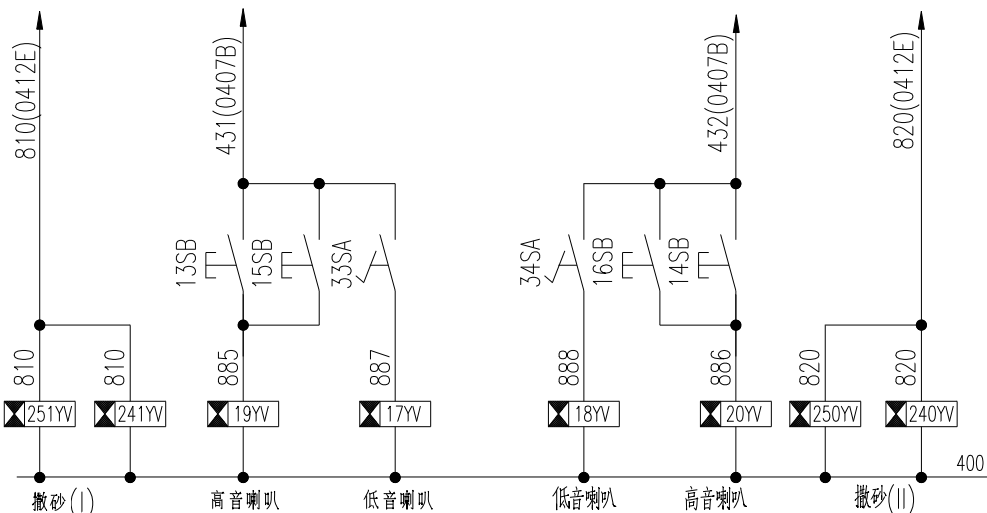 810(0412E)
431(0407B)
432(0407B)
820(0412E)
13SB
15SB
33SA
34SA
16SB
14SB
810
810
885
887
888
886
820
820
251YV
241YV
19YV
17YV
18YV
20YV
250YV
240YV
400
撒砂(I)
高音喇叭
低音喇叭
低音喇叭
高音喇叭
撒砂(II)